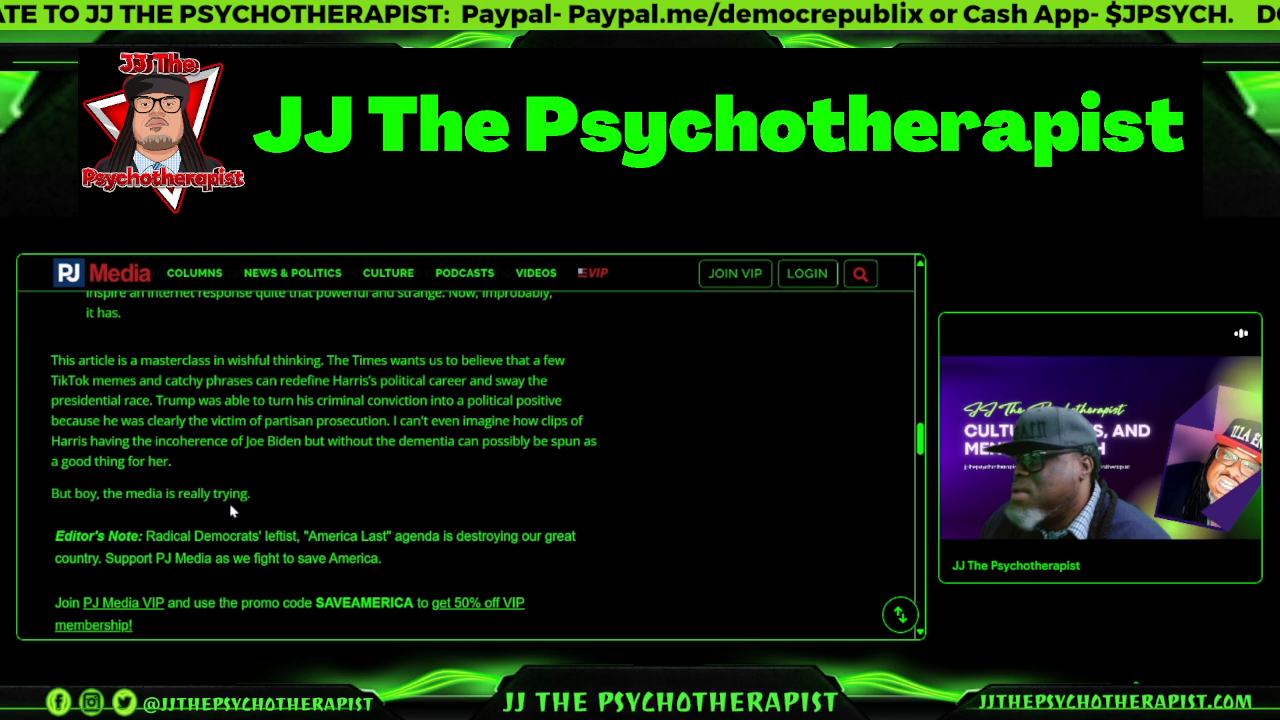 ATE TO JJ THE PSYCHOTHERAPIST: Paypal- Paypal.me/democrepublix or Cash App- $JPSYCH.
JJ The
Psychotherapist
JJ The Psychotherapist
PJ Media COLUMNS NEWS & POLITICS CULTURE PODCASTS VIDEOS VIP JOIN VIP LOGIN
inspire an internet response quite that powerful and strange. Now, improbably,
it has.
This article is a masterclass in wishful thinking. The Times wants us to believe that a few
TikTok memes and catchy phrases can redefine Harris's political career and sway the
presidential race. Trump was able to turn his criminal conviction into a political positive
because he was clearly the victim of partisan prosecution. I can't even imagine how clips of
Harris having the incoherence of Joe Biden but without the dementia can possibly be spun as
a good thing for her.
But boy, the media is really trying.
Editor's Note: Radical Democrats' leftist, "America Last" agenda is destroying our great
country. Support PJ Media as we fight to save America.
Join PJ Media VIP and use the promo code SAVEAMERICA to get 50% off VIP
membership!
JJ The Psychotherapist
AND
JJ The Psychotherapist
@JJTHEPSYCHOTHERAPIST
JJ THE PSYCHOTHERAPIST
JJTHEPSYCHOTHERAPIST.COM